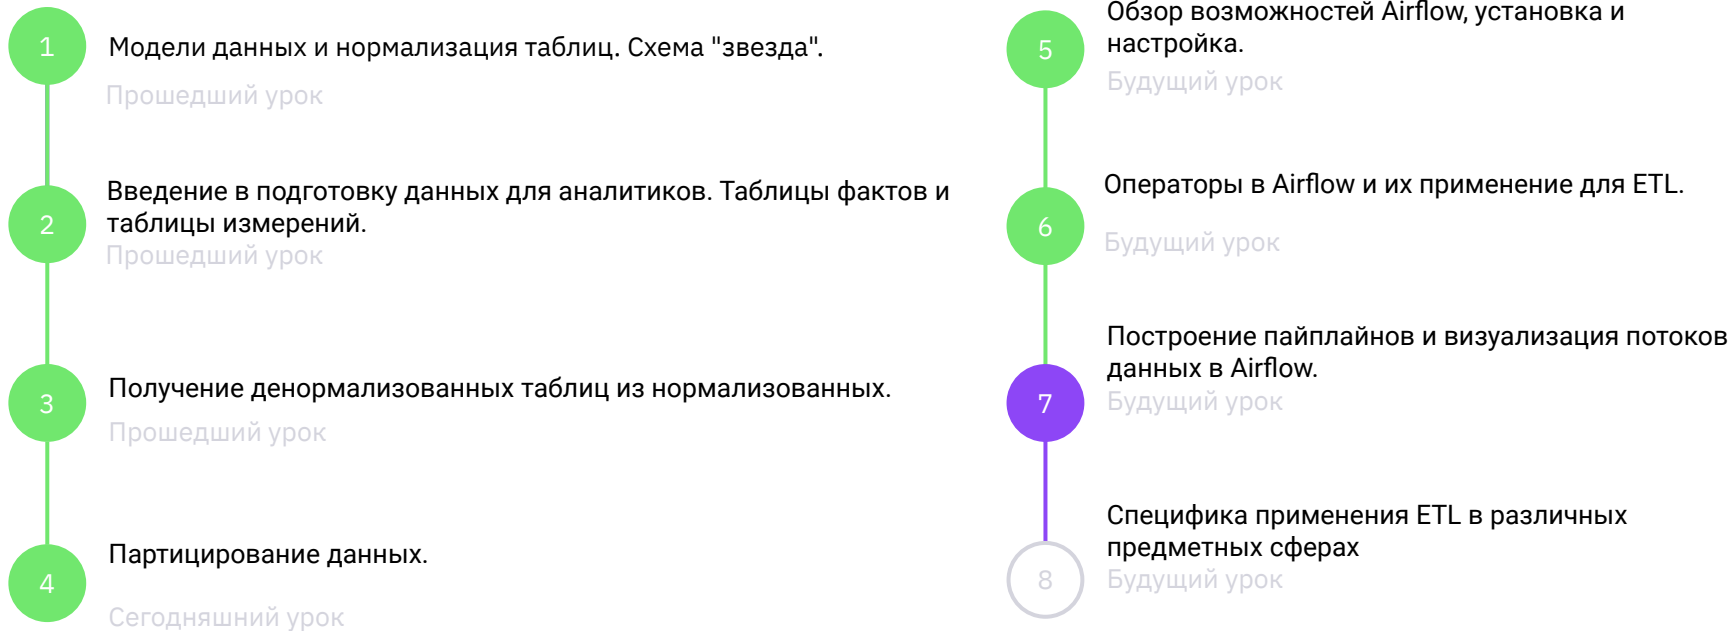 1
Модели данных и нормализация таблиц. Схема "звезда".
Прошедший урок
2
Введение в подготовку данных для аналитиков. Таблицы фактов и
таблицы измерений.
Прошедший урок
3
Получение денормализованных таблиц из нормализованных.
Прошедший урок
4
Партицирование данных.
Сегодняшний урок
5
Обзор возможностей Airflow, установка и
настройка.
Будущий урок
6
Операторы в Airflow и их применение для ETL.
Будущий урок
7
Построение пайплайнов и визуализация потоков
данных в Airflow.
Будущий урок
8
Специфика применения ETL в различных
предметных сферах
Будущий урок